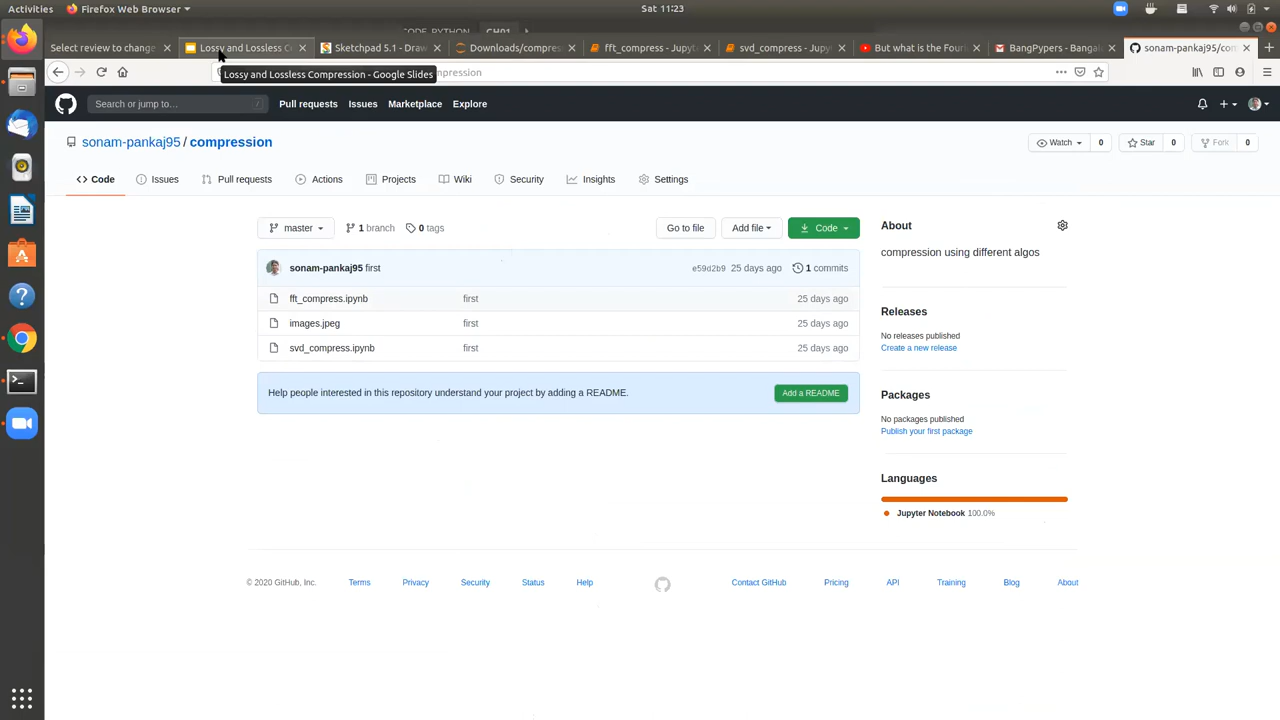 Activities Firefox Web Browser Sat 11:23
CODE PYTHON CH01
Select review to change Lossy and Lossless C Sketchpad 5.1 - Draw Downloads/compres fft_compress - Jupyt svd_compress - Jupy But what is the Four BangPypers - Bangal sonam-pankaj95/com
Lossy and Lossless Compression - Google Slides
Search or jump to… / Pull requests Issues Marketplace Explore
sonam-pankaj95 / compression Watch 0 Star 0 Fork 0
Code Issues Pull requests Actions Projects Wiki Security Insights Settings
master 1 branch 0 tags Go to file Add file Code
About
compression using different algos
sonam-pankaj95 first e59d2b9 25 days ago 1 commits
fft_compress.ipynb first 25 days ago
images.jpeg first 25 days ago
svd_compress.ipynb first 25 days ago
Help people interested in this repository understand your project by adding a README. Add a README
Releases
No releases published
Create a new release
Packages
No packages published
Publish your first package
Languages
Jupyter Notebook 100.0%
© 2020 GitHub, Inc. Terms Privacy Security Status Help Contact GitHub Pricing API Training Blog About